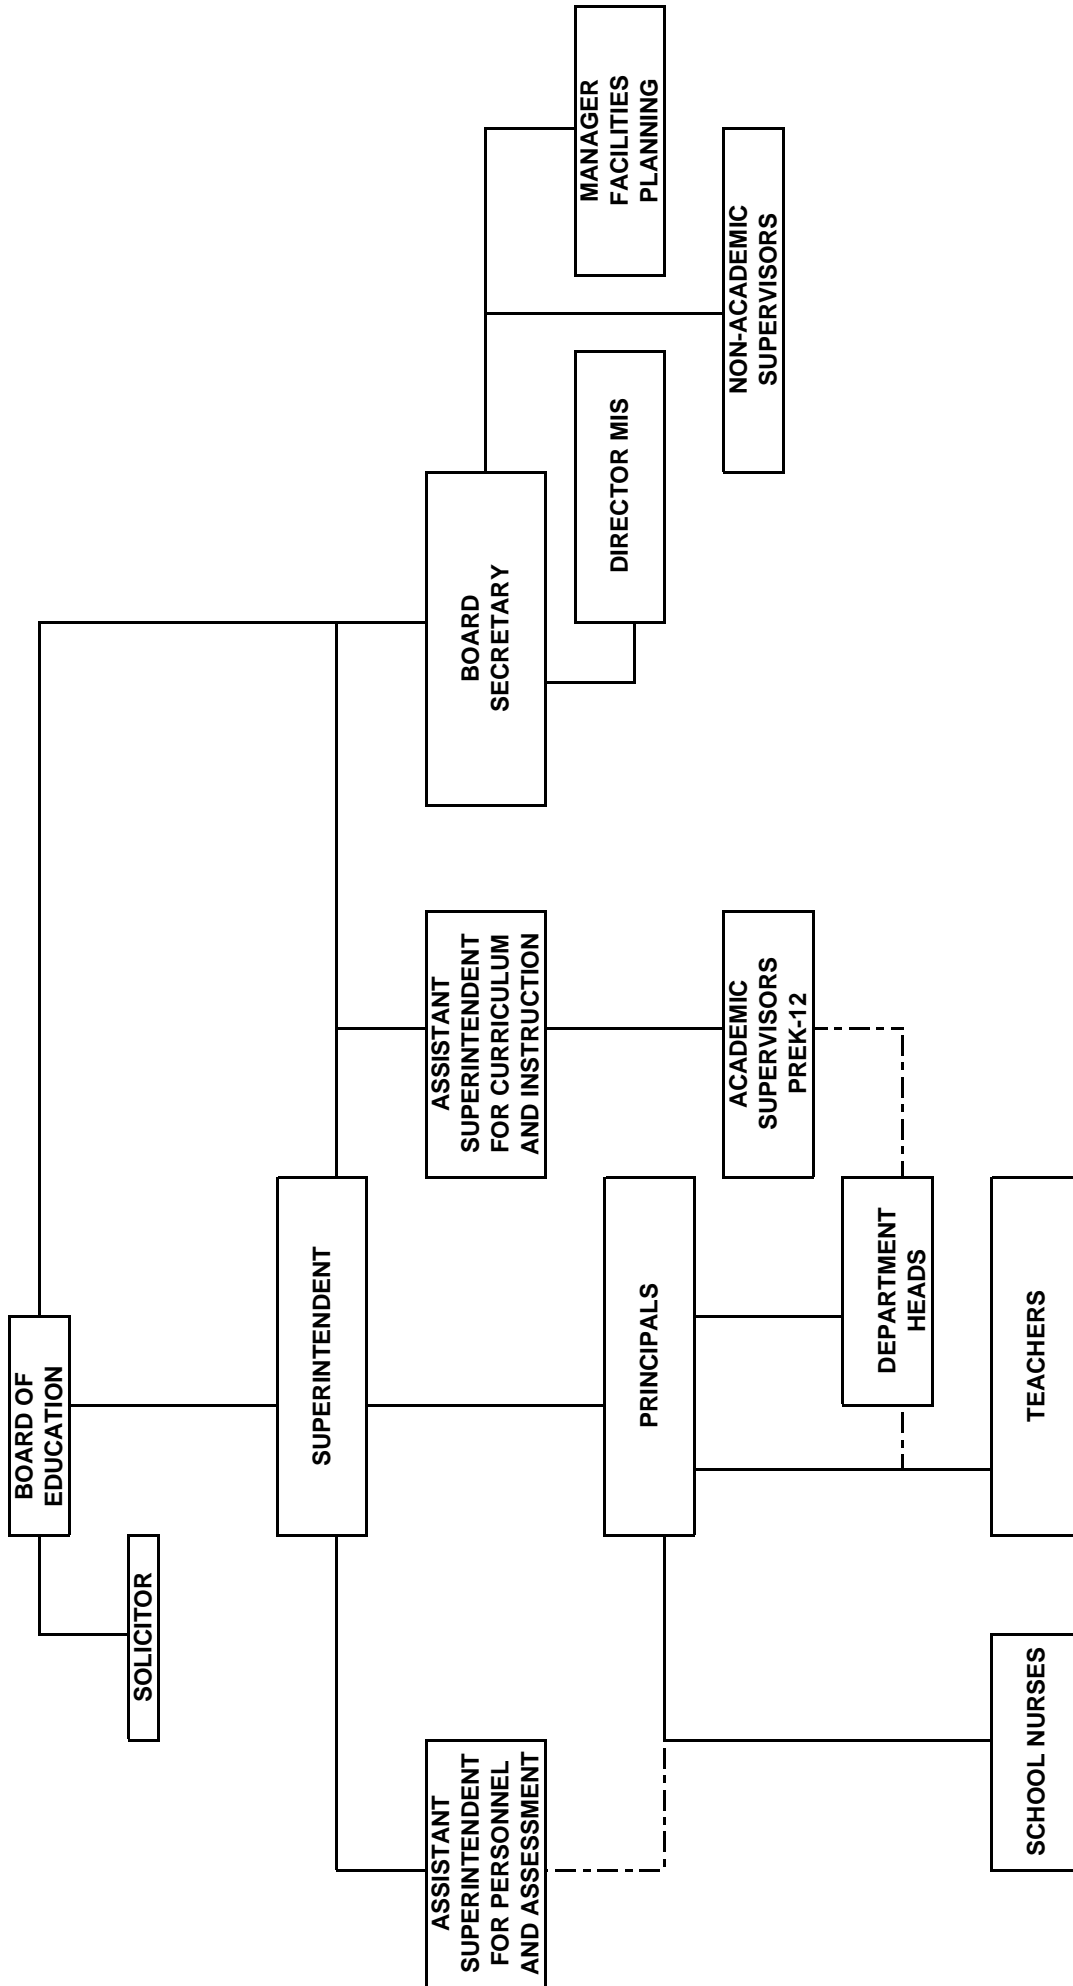 BOARD OF
EDUCATION
SOLICITOR
SUPERINTENDENT
ASSISTANT
SUPERINTENDENT
FOR PERSONNEL
AND ASSESSMENT
ASSISTANT
SUPERINTENDENT
FOR CURRICULUM
AND INSTRUCTION
BOARD
SECRETARY
PRINCIPALS
DIRECTOR MIS
MANAGER
FACILITIES
PLANNING
ACADEMIC
SUPERVISORS
PREK-12
NON-ACADEMIC
SUPERVISORS
DEPARTMENT
HEADS
SCHOOL NURSES
TEACHERS